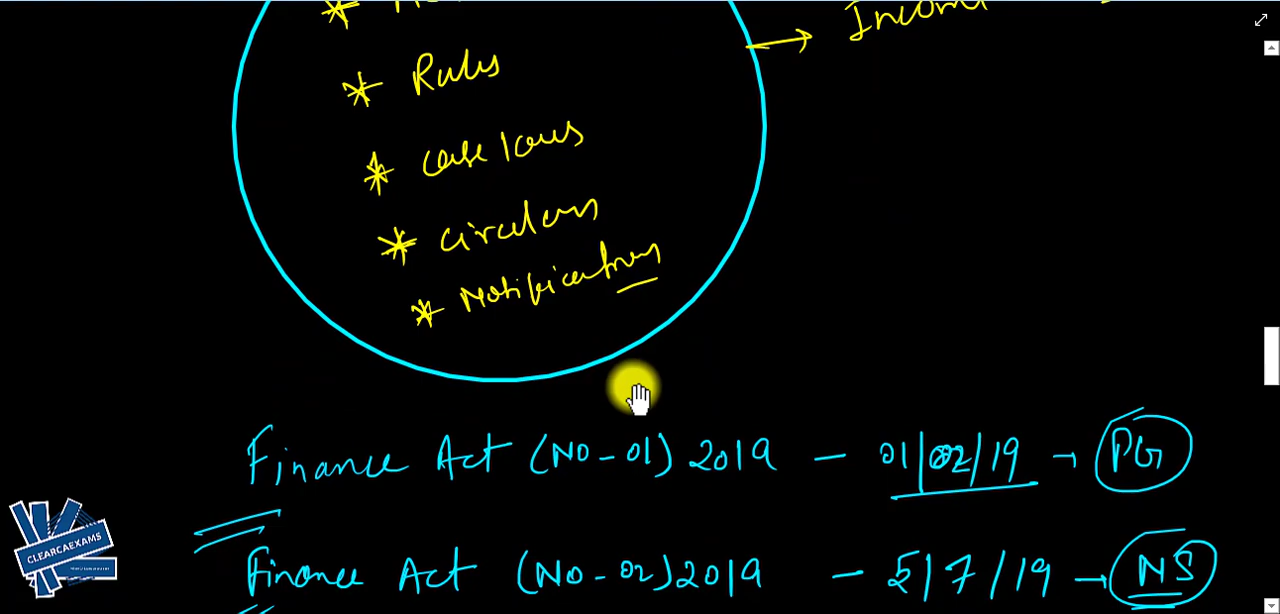 → Income
* Rules
* Case laws
* Circulars
* Notifications
Finance Act (NO-01) 2019 - 01/02/19 → PG
Finance Act (NO-02) 2019 - 5/7/19 → NS
CLEARCAEXAMS